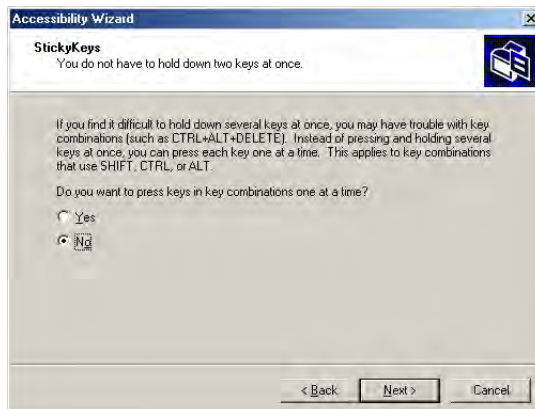 Accessibility Wizard
StickyKeys
You do not have to hold down two keys at once.
If you find it difficult to hold down several keys at once, you may have trouble with key
combinations (such as CTRL+ALT+DELETE). Instead of pressing and holding several
keys at once, you can press each key one at a time. This applies to key combinations
that use SHIFT, CTRL, or ALT.
Do you want to press keys in key combinations one at a time?
Yes
No
< Back Next > Cancel